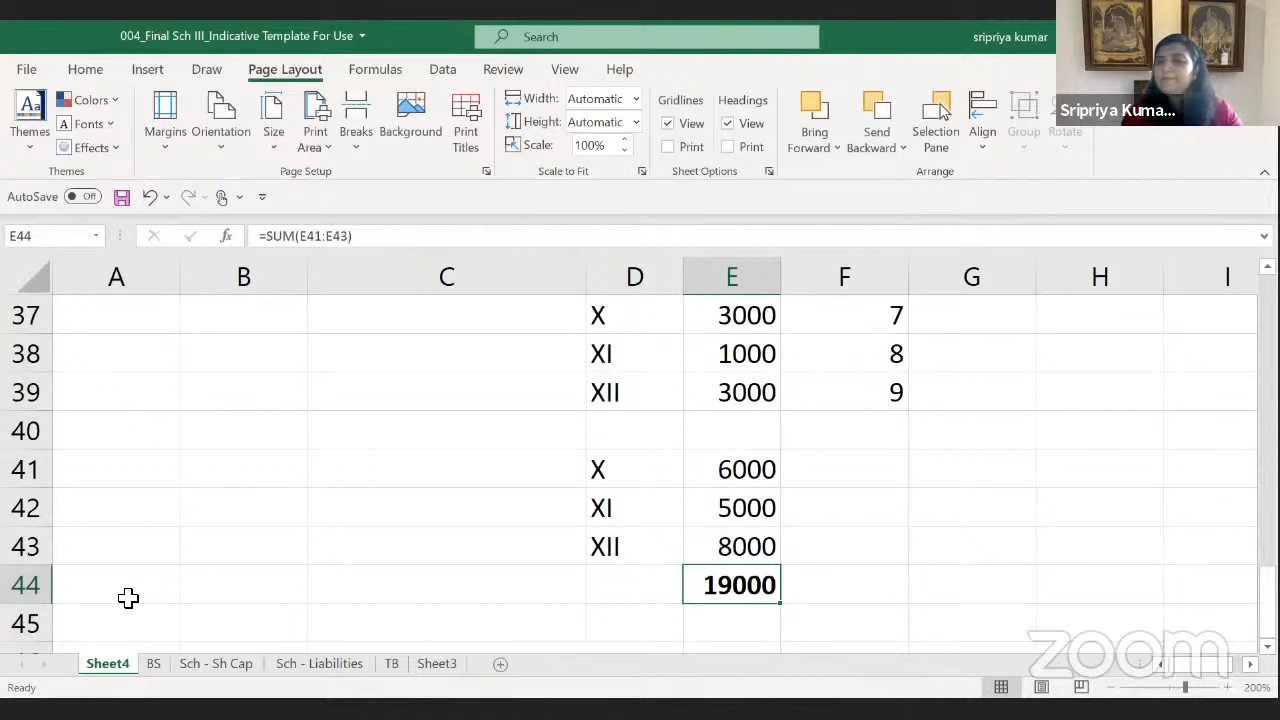 004_Final Sch III_Indicative Template For Use
Search
sripriya kumar
File Home Insert Draw Page Layout Formulas Data Review View Help
Sripriya Kuma...
Aa
Themes
Colors
Fonts
Effects
Themes
Margins
Orientation
Size
Print Area
Breaks
Background
Print Titles
Page Setup
Width: Automatic
Height: Automatic
Scale: 100%
Scale to Fit
Gridlines
View
Print
Headings
View
Print
Sheet Options
Bring Forward
Send Backward
Selection Pane
Align
Group
Rotate
Arrange
AutoSave Off
E44
fx
=SUM(E41:E43)
A B C D E F G H I
37 X 3000 7
38 XI 1000 8
39 XII 3000 9
40
41 X 6000
42 XI 5000
43 XII 8000
44 19000
45
zoom
Sheet4 BS Sch - Sh Cap Sch - Liabilities TB Sheet3
Ready
200%